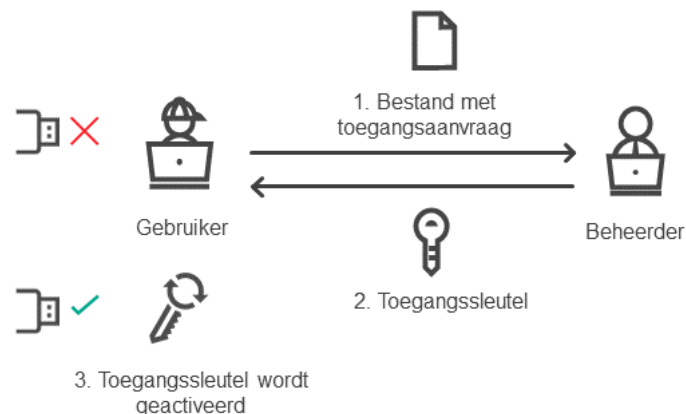 1. Bestand met
toegangsaanvraag
Gebruiker
Beheerder
2. Toegangssleutel
3. Toegangssleutel wordt
geactiveerd